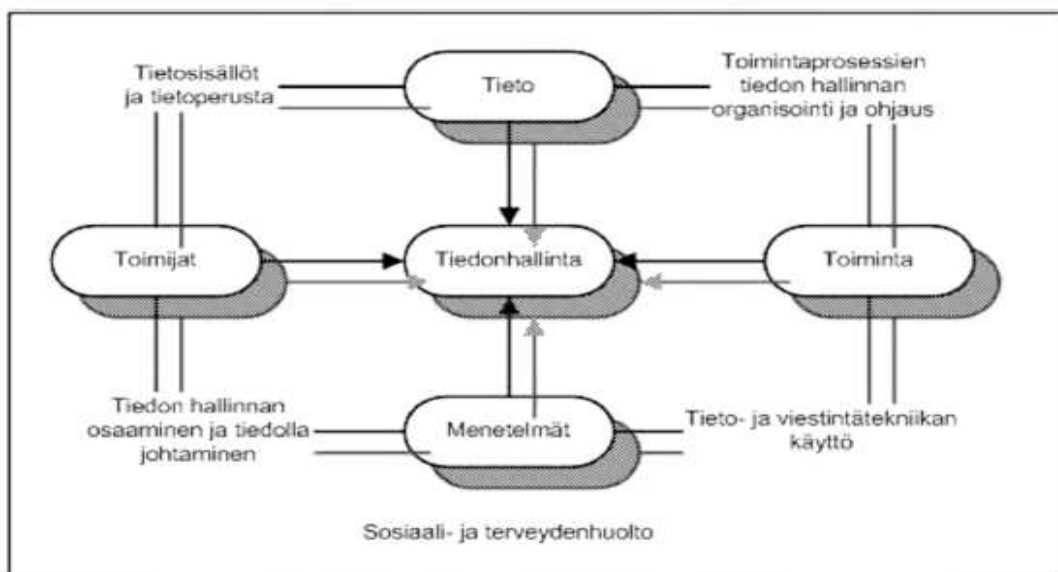 Tietosisällöt
ja tietoperusta
Tieto
Toimintaprosessien
tiedon hallinnan
organisointi ja ohjaus
Toimijat
Tiedonhallinta
Toiminta
Tiedon hallinnan
osaaminen ja tiedolla
johtaminen
Menetelmät
Tieto- ja viestintätekniikan
käyttö
Sosiaali- ja terveydenhuolto